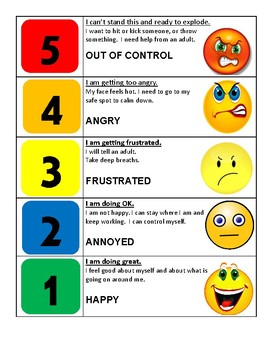 5
I can't stand this and ready to explode.
I want to hit or kick someone, or throw
something. I need help from an adult.
OUT OF CONTROL
4
I am getting too angry.
My face feels hot. I need to go to my
safe spot to calm down.
ANGRY
3
I am getting frustrated.
I will tell an adult.
Take deep breaths.
FRUSTRATED
2
I am doing OK.
I am not happy. I can stay where I am and
keep working. I can control myself.
ANNOYED
1
I am doing great.
I feel good about myself and about what is
going on around me.
HAPPY